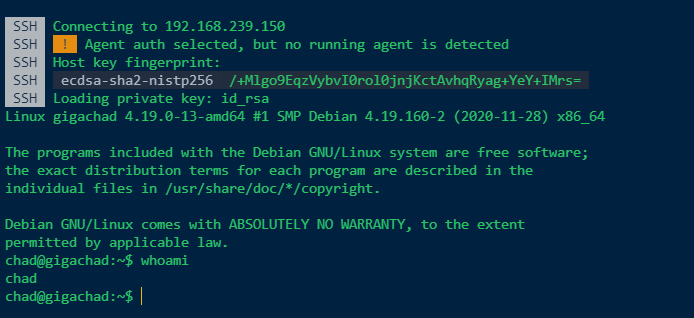 SSH Connecting to 192.168.239.150
SSH ! Agent auth selected, but no running agent is detected
SSH Host key fingerprint:
SSH ecdsa-sha2-nistp256 /+Mlgo9EqzVybvI0rol0jnjKctAvhqRyag+YeY+IMrs=
SSH Loading private key: id_rsa
Linux gigachad 4.19.0-13-amd64 #1 SMP Debian 4.19.160-2 (2020-11-28) x86_64
The programs included with the Debian GNU/Linux system are free software;
the exact distribution terms for each program are described in the
individual files in /usr/share/doc/*/copyright.
Debian GNU/Linux comes with ABSOLUTELY NO WARRANTY, to the extent
permitted by applicable law.
chad@gigachad:~$ whoami
chad
chad@gigachad:~$